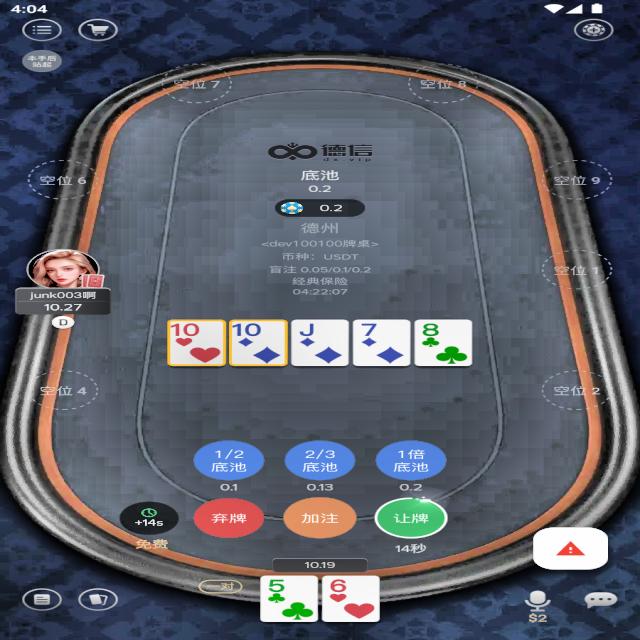 4:04
本手后
站起
空位 7
空位 8
德信
dx.vip
底池
0.2
0.2
空位 6
空位 9
德州
<dev100100牌桌>
币种：USDT
盲注 0.05/0.1/0.2
经典保险
04:22:07
空位 1
junk003啊
10.27
D
10 10 J 7 8
空位 4
空位 2
1/2
底池
2/3
底池
1倍
底池
0.1
0.13
0.2
+14s
弃牌
加注
让牌
免费
14秒
10.19
一对
5 6
$2